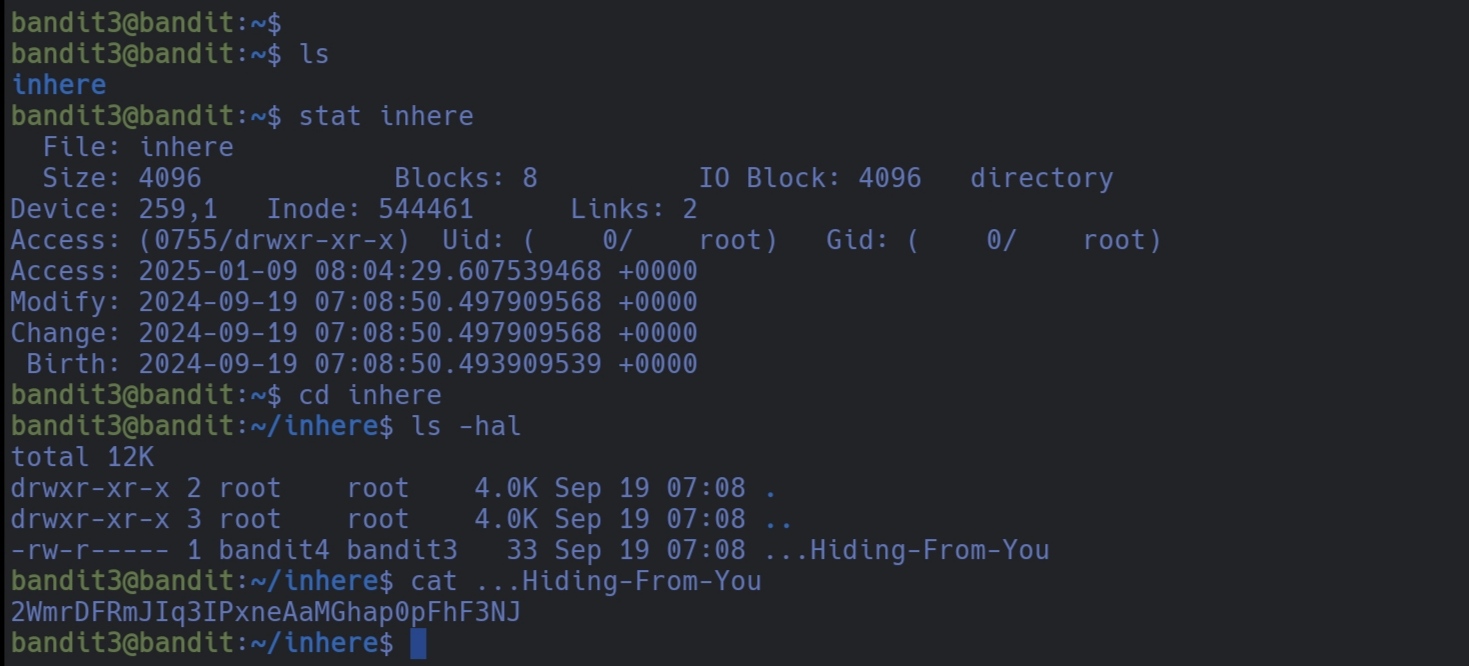 bandit3@bandit:~$
bandit3@bandit:~$ ls
inhere
bandit3@bandit:~$ stat inhere
  File: inhere
  Size: 4096            Blocks: 8          IO Block: 4096   directory
Device: 259,1   Inode: 544461      Links: 2
Access: (0755/drwxr-xr-x)  Uid: (    0/    root)   Gid: (    0/    root)
Access: 2025-01-09 08:04:29.607539468 +0000
Modify: 2024-09-19 07:08:50.497909568 +0000
Change: 2024-09-19 07:08:50.497909568 +0000
 Birth: 2024-09-19 07:08:50.493909539 +0000
bandit3@bandit:~$ cd inhere
bandit3@bandit:~/inhere$ ls -hal
total 12K
drwxr-xr-x 2 root    root    4.0K Sep 19 07:08 .
drwxr-xr-x 3 root    root    4.0K Sep 19 07:08 ..
-rw-r----- 1 bandit4 bandit3   33 Sep 19 07:08 ...Hiding-From-You
bandit3@bandit:~/inhere$ cat ...Hiding-From-You
2WmrDFRmJIq3IPxneAaMGhap0pFhF3NJ
bandit3@bandit:~/inhere$